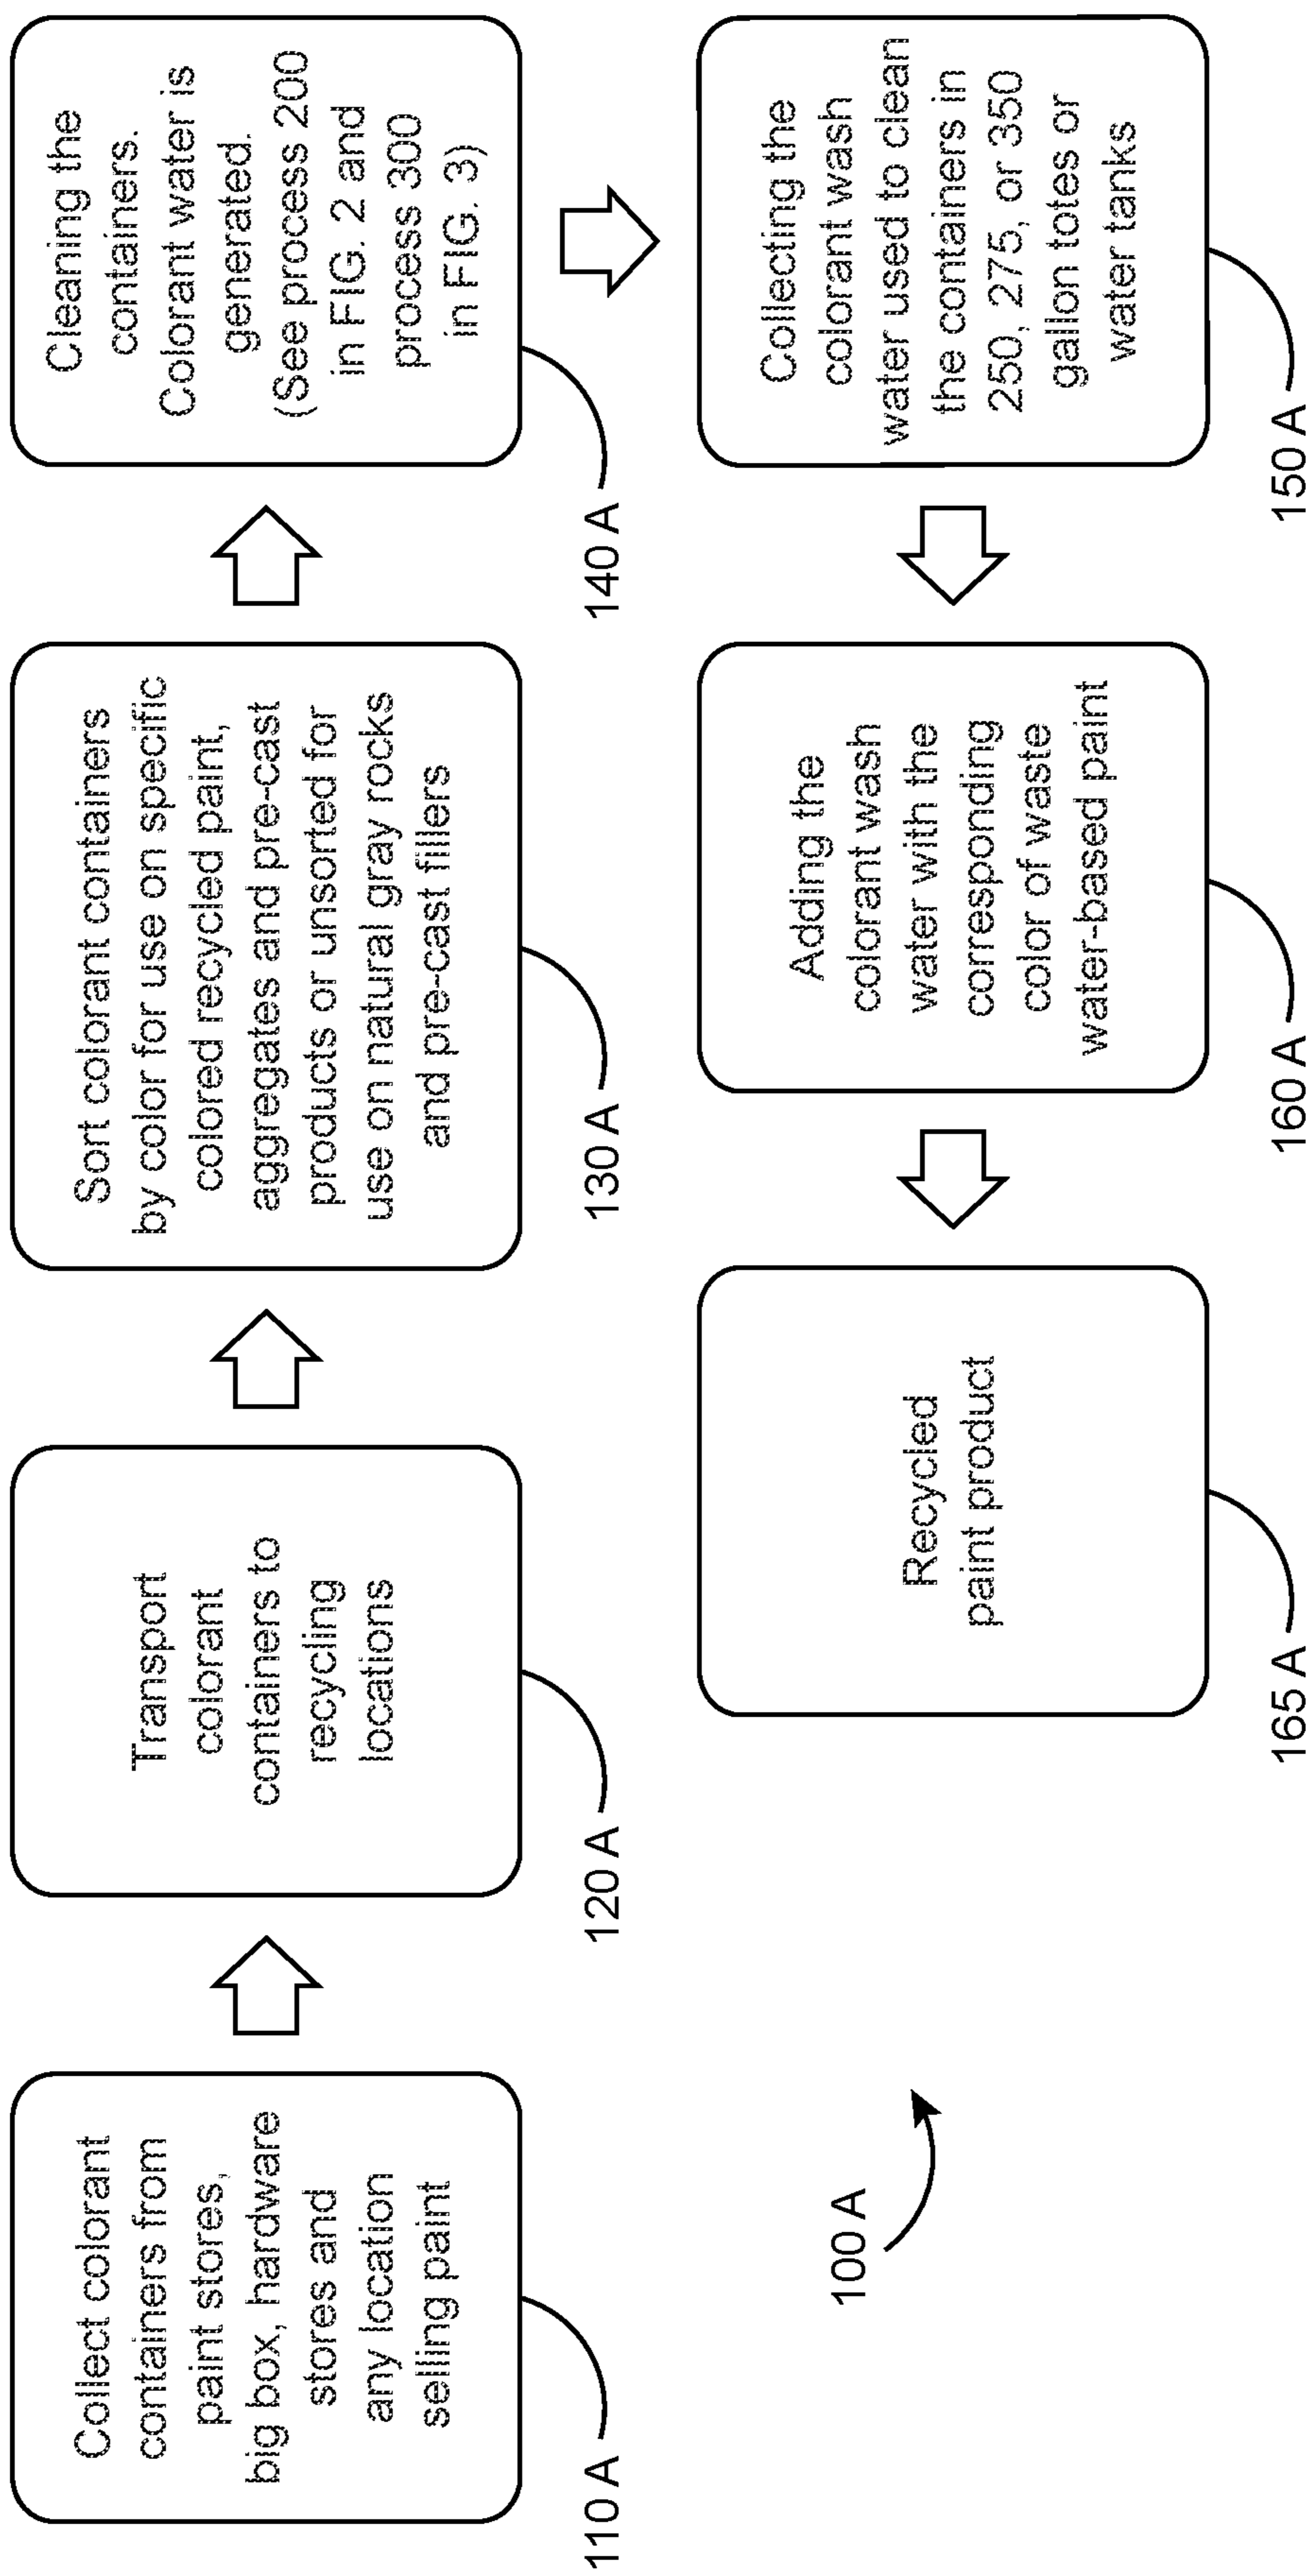 Collect colorant
containers from
paint stores,
big box, hardware
stores and
any location
selling paint
110 A
Transport
colorant
containers to
recycling
locations
120 A
Sort colorant containers
by color for use on specific
colored recycled paint,
aggregates and pre-cast
products or unsorted for
use on natural gray rocks
and pre-cast fillers
130 A
Cleaning the
containers.
Colorant water is
generated.
(See process 200
in FIG. 2 and
process 300
in FIG. 3)
140 A
Collecting the
colorant wash
water used to clean
the containers in
250, 275, or 350
gallon totes or
water tanks
150 A
Adding the
colorant wash
water with the
corresponding
color of waste
water-based paint
160 A
Recycled
paint product
165 A
100 A